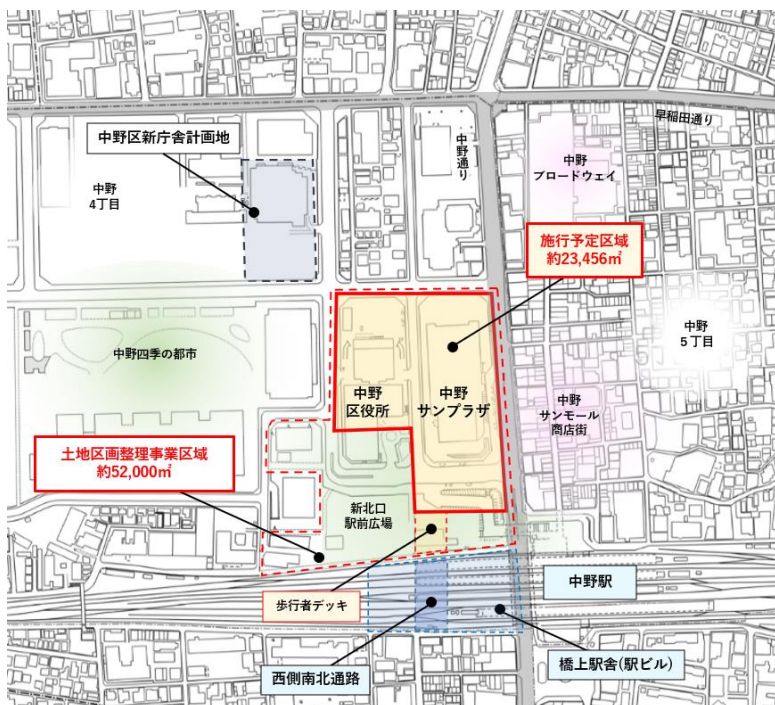 早稲田通り
中野区新庁舎計画地
中野通り
中野
ブロードウェイ
中野
4丁目
施行予定区域
約23,456㎡
中野
5丁目
中野四季の都市
中野
区役所
中野
サンプラザ
中野
サンモール
商店街
土地区画整理事業区域
約52,000㎡
新北口
駅前広場
中野駅
歩行者デッキ
西側南北通路
橋上駅舎(駅ビル)